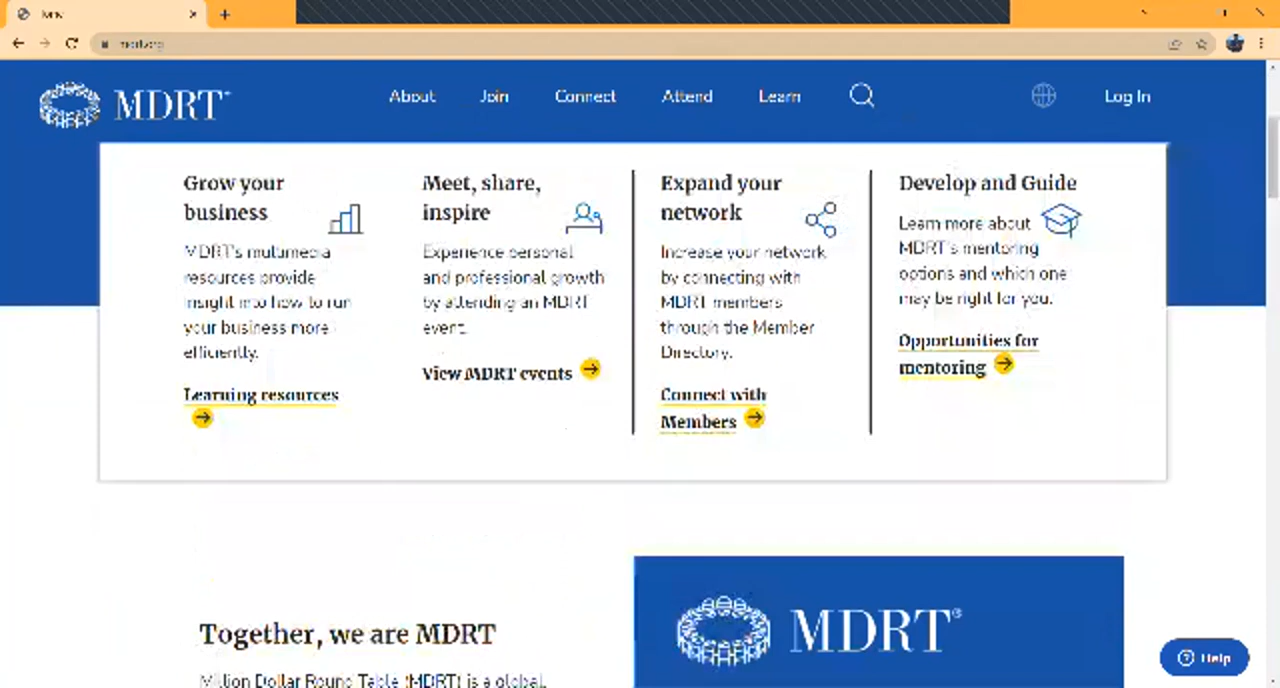 mdrt.org
MDRT
About
Join
Connect
Attend
Learn
Log In
Grow your
business
MDRT's multimedia
resources provide
insight into how to run
your business more
efficiently.
Learning resources
Meet, share,
inspire
Experience personal
and professional growth
by attending an MDRT
event.
View MDRT events
Expand your
network
Increase your network
by connecting with
MDRT members
through the Member
Directory.
Connect with
Members
Develop and Guide
Learn more about
MDRT's mentoring
options and which one
may be right for you.
Opportunities for
mentoring
Together, we are MDRT
Million Dollar Round Table (MDRT) is a global,
MDRT®
Help